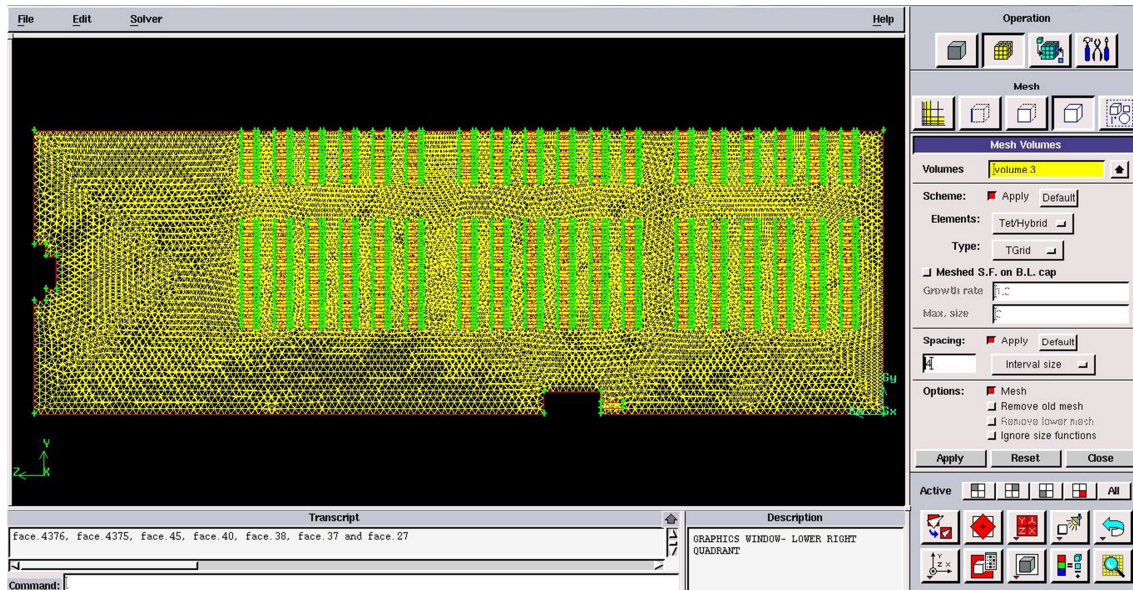 File Edit Solver Help
Operation
Mesh
Mesh Volumes
Volumes volume.3
Scheme: Apply Default
Elements: Tet/Hybrid
Type: TGrid
Meshed S.F. on B.L. cap
Growth rate
Max. size
Spacing: Apply Default
4 Interval size
Options: Mesh
Remove old mesh
Remove lower mesh
Ignore size functions
Apply Reset Close
Active All
Gy
Gx
Y
Z X
Transcript
face.4376, face.4375, face.45, face.40, face.38, face.37 and face.27
Command:
Description
GRAPHICS WINDOW- LOWER RIGHT
QUADRANT